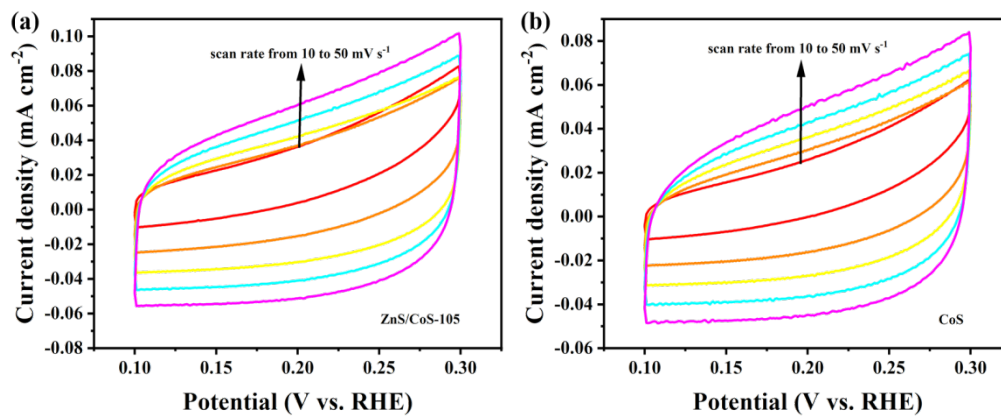 (a)
scan rate from 10 to 50 mV s⁻¹
Current density (mA cm⁻²)
0.10
0.08
0.06
0.04
0.02
0.00
-0.02
-0.04
-0.06
-0.08
ZnS/CoS-105
0.10 0.15 0.20 0.25 0.30
Potential (V vs. RHE)
(b)
scan rate from 10 to 50 mV s⁻¹
Current density (mA cm⁻²)
0.08
0.06
0.04
0.02
0.00
-0.02
-0.04
-0.06
CoS
0.10 0.15 0.20 0.25 0.30
Potential (V vs. RHE)